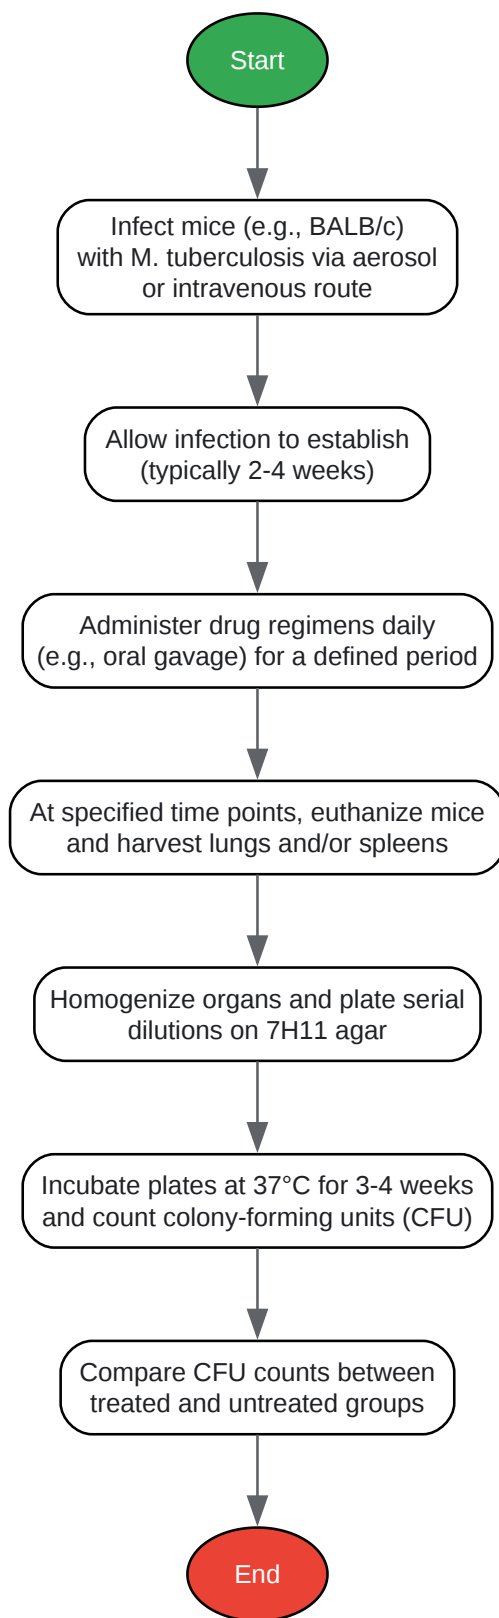 Start
Infect mice (e.g., BALB/c)
with M. tuberculosis via aerosol
or intravenous route
Allow infection to establish
(typically 2-4 weeks)
Administer drug regimens daily
(e.g., oral gavage) for a defined period
At specified time points, euthanize mice
and harvest lungs and/or spleens
Homogenize organs and plate serial
dilutions on 7H11 agar
Incubate plates at 37°C for 3-4 weeks
and count colony-forming units (CFU)
Compare CFU counts between
treated and untreated groups
End